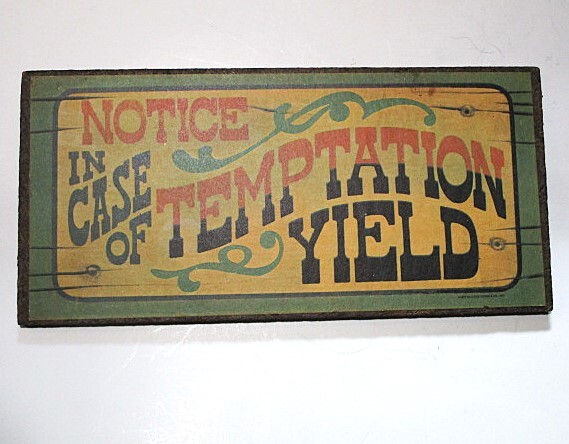 NOTICE
IN
CASE
OF
TEMPTATION
YIELD